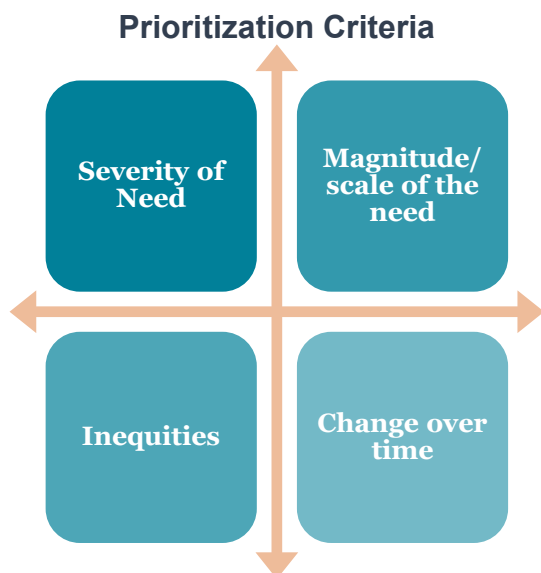 Prioritization Criteria
Severity of
Need
Magnitude/
scale of the
need
Inequities
Change over
time